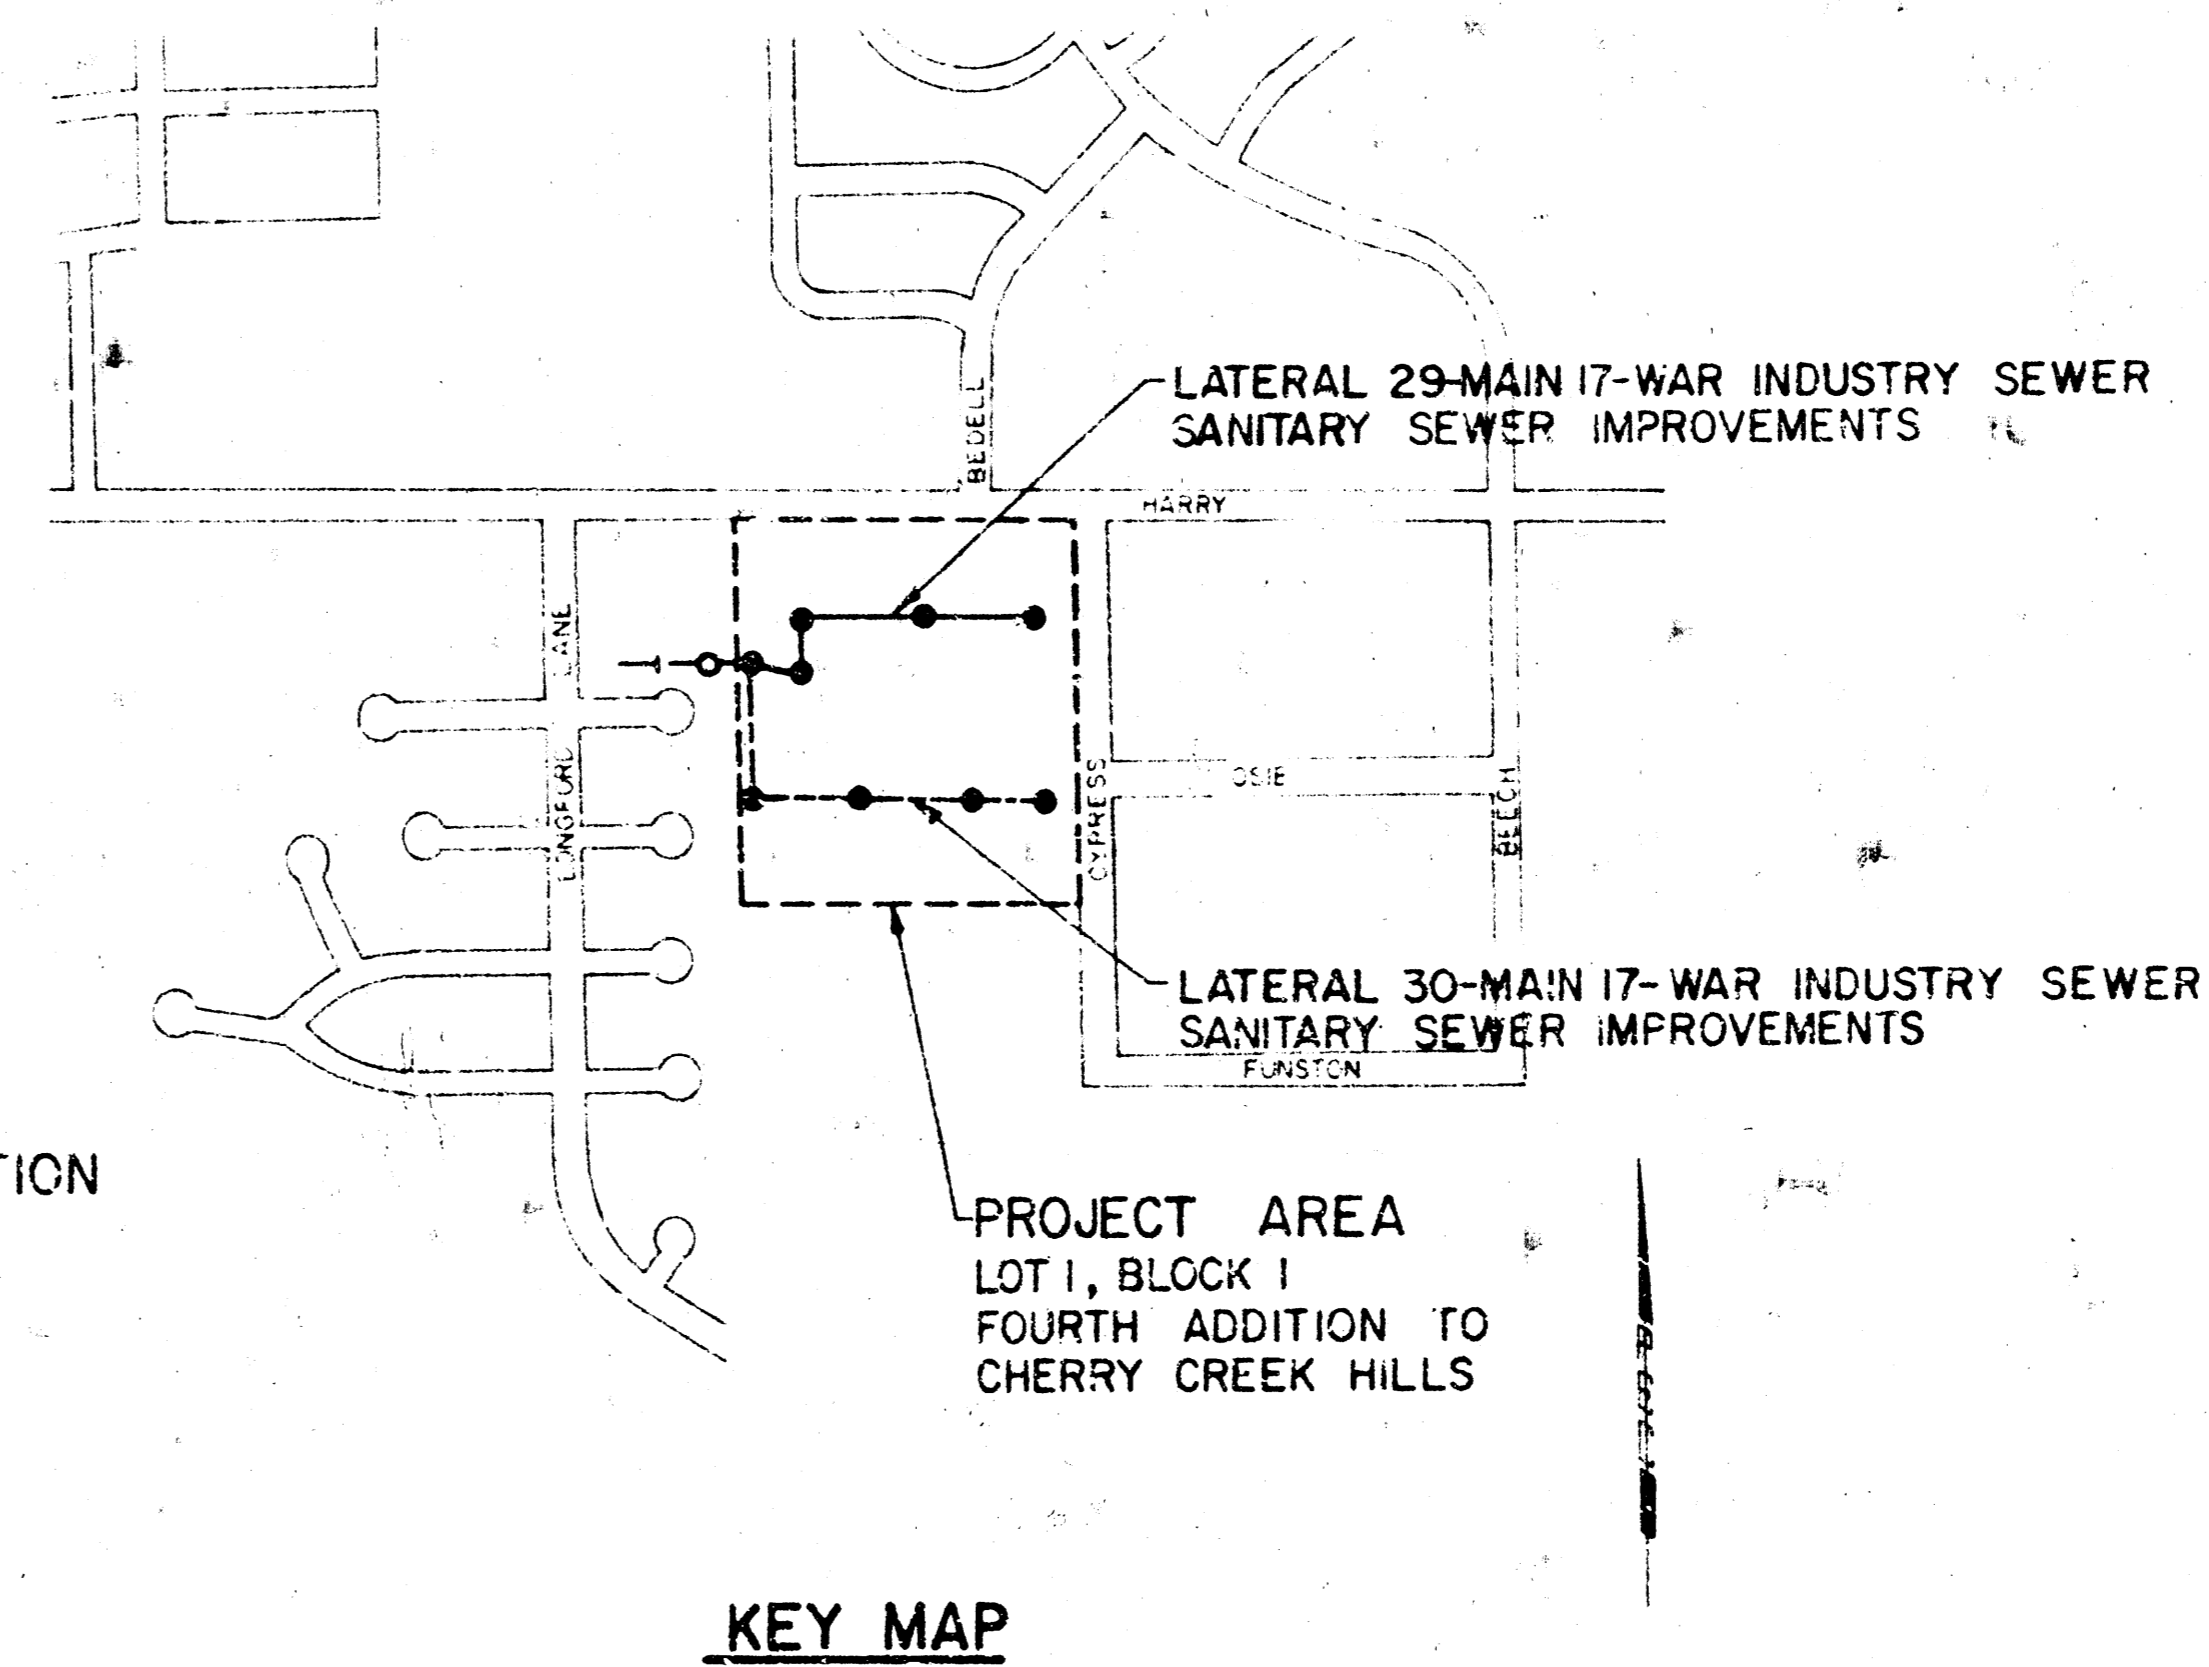 LATERAL 29-MAIN 17-WAR INDUSTRY SEWER
SANITARY SEWER IMPROVEMENTS
BEDELL
HARRY
LANE
LONGFORD
CYPRESS
OSIE
BEECH
LATERAL 30-MAIN 17-WAR INDUSTRY SEWER
SANITARY SEWER IMPROVEMENTS
FUNSTON
TION
PROJECT AREA
LOT 1, BLOCK 1
FOURTH ADDITION TO
CHERRY CREEK HILLS
KEY MAP